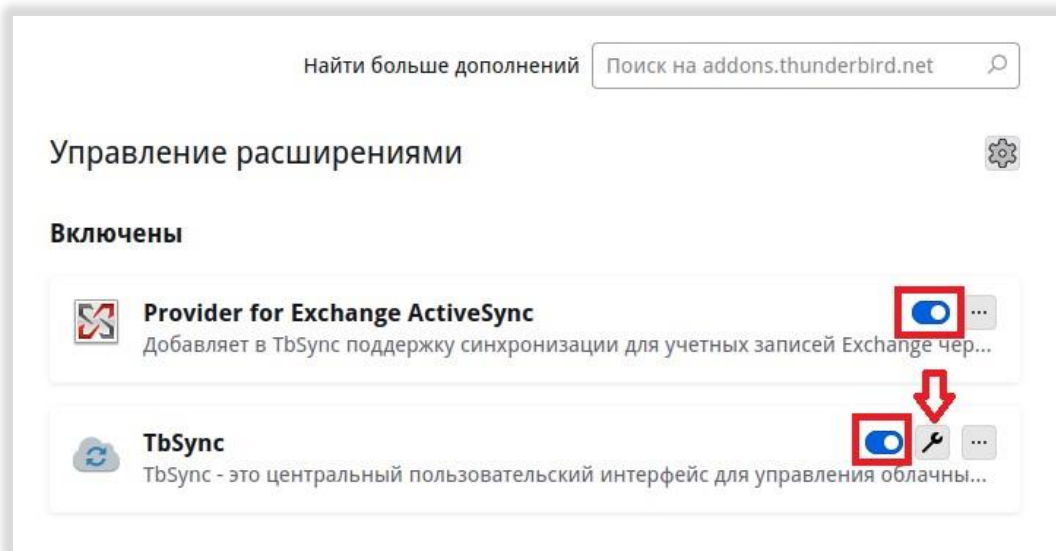 Найти больше дополнений Поиск на addons.thunderbird.net
Управление расширениями
Включены
Provider for Exchange ActiveSync
Добавляет в TbSync поддержку синхронизации для учетных записей Exchange чер...
TbSync
TbSync - это центральный пользовательский интерфейс для управления облачны...